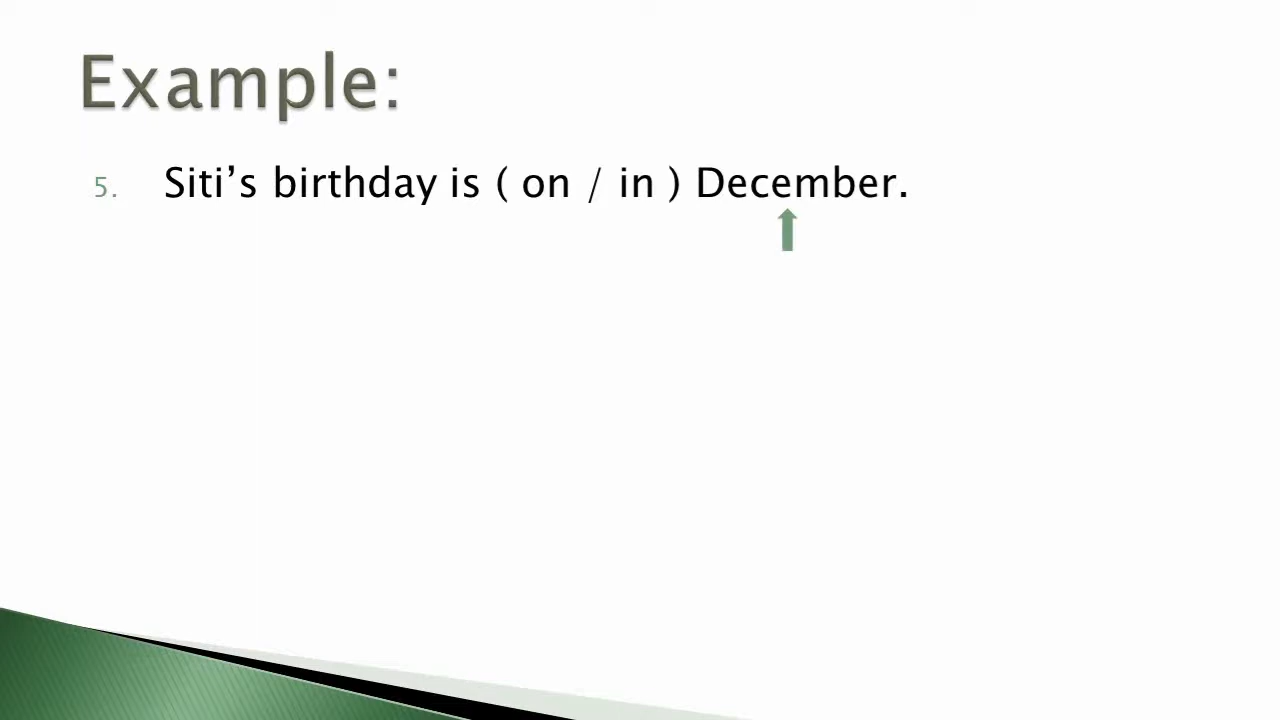 Example:
5. Siti’s birthday is ( on / in ) December.